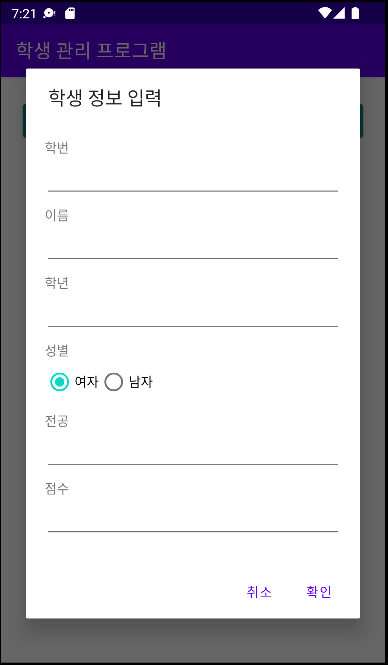 7:21
학생 관리 프로그램
학생 정보 입력
학번
이름
학년
성별
여자 남자
전공
점수
취소 확인